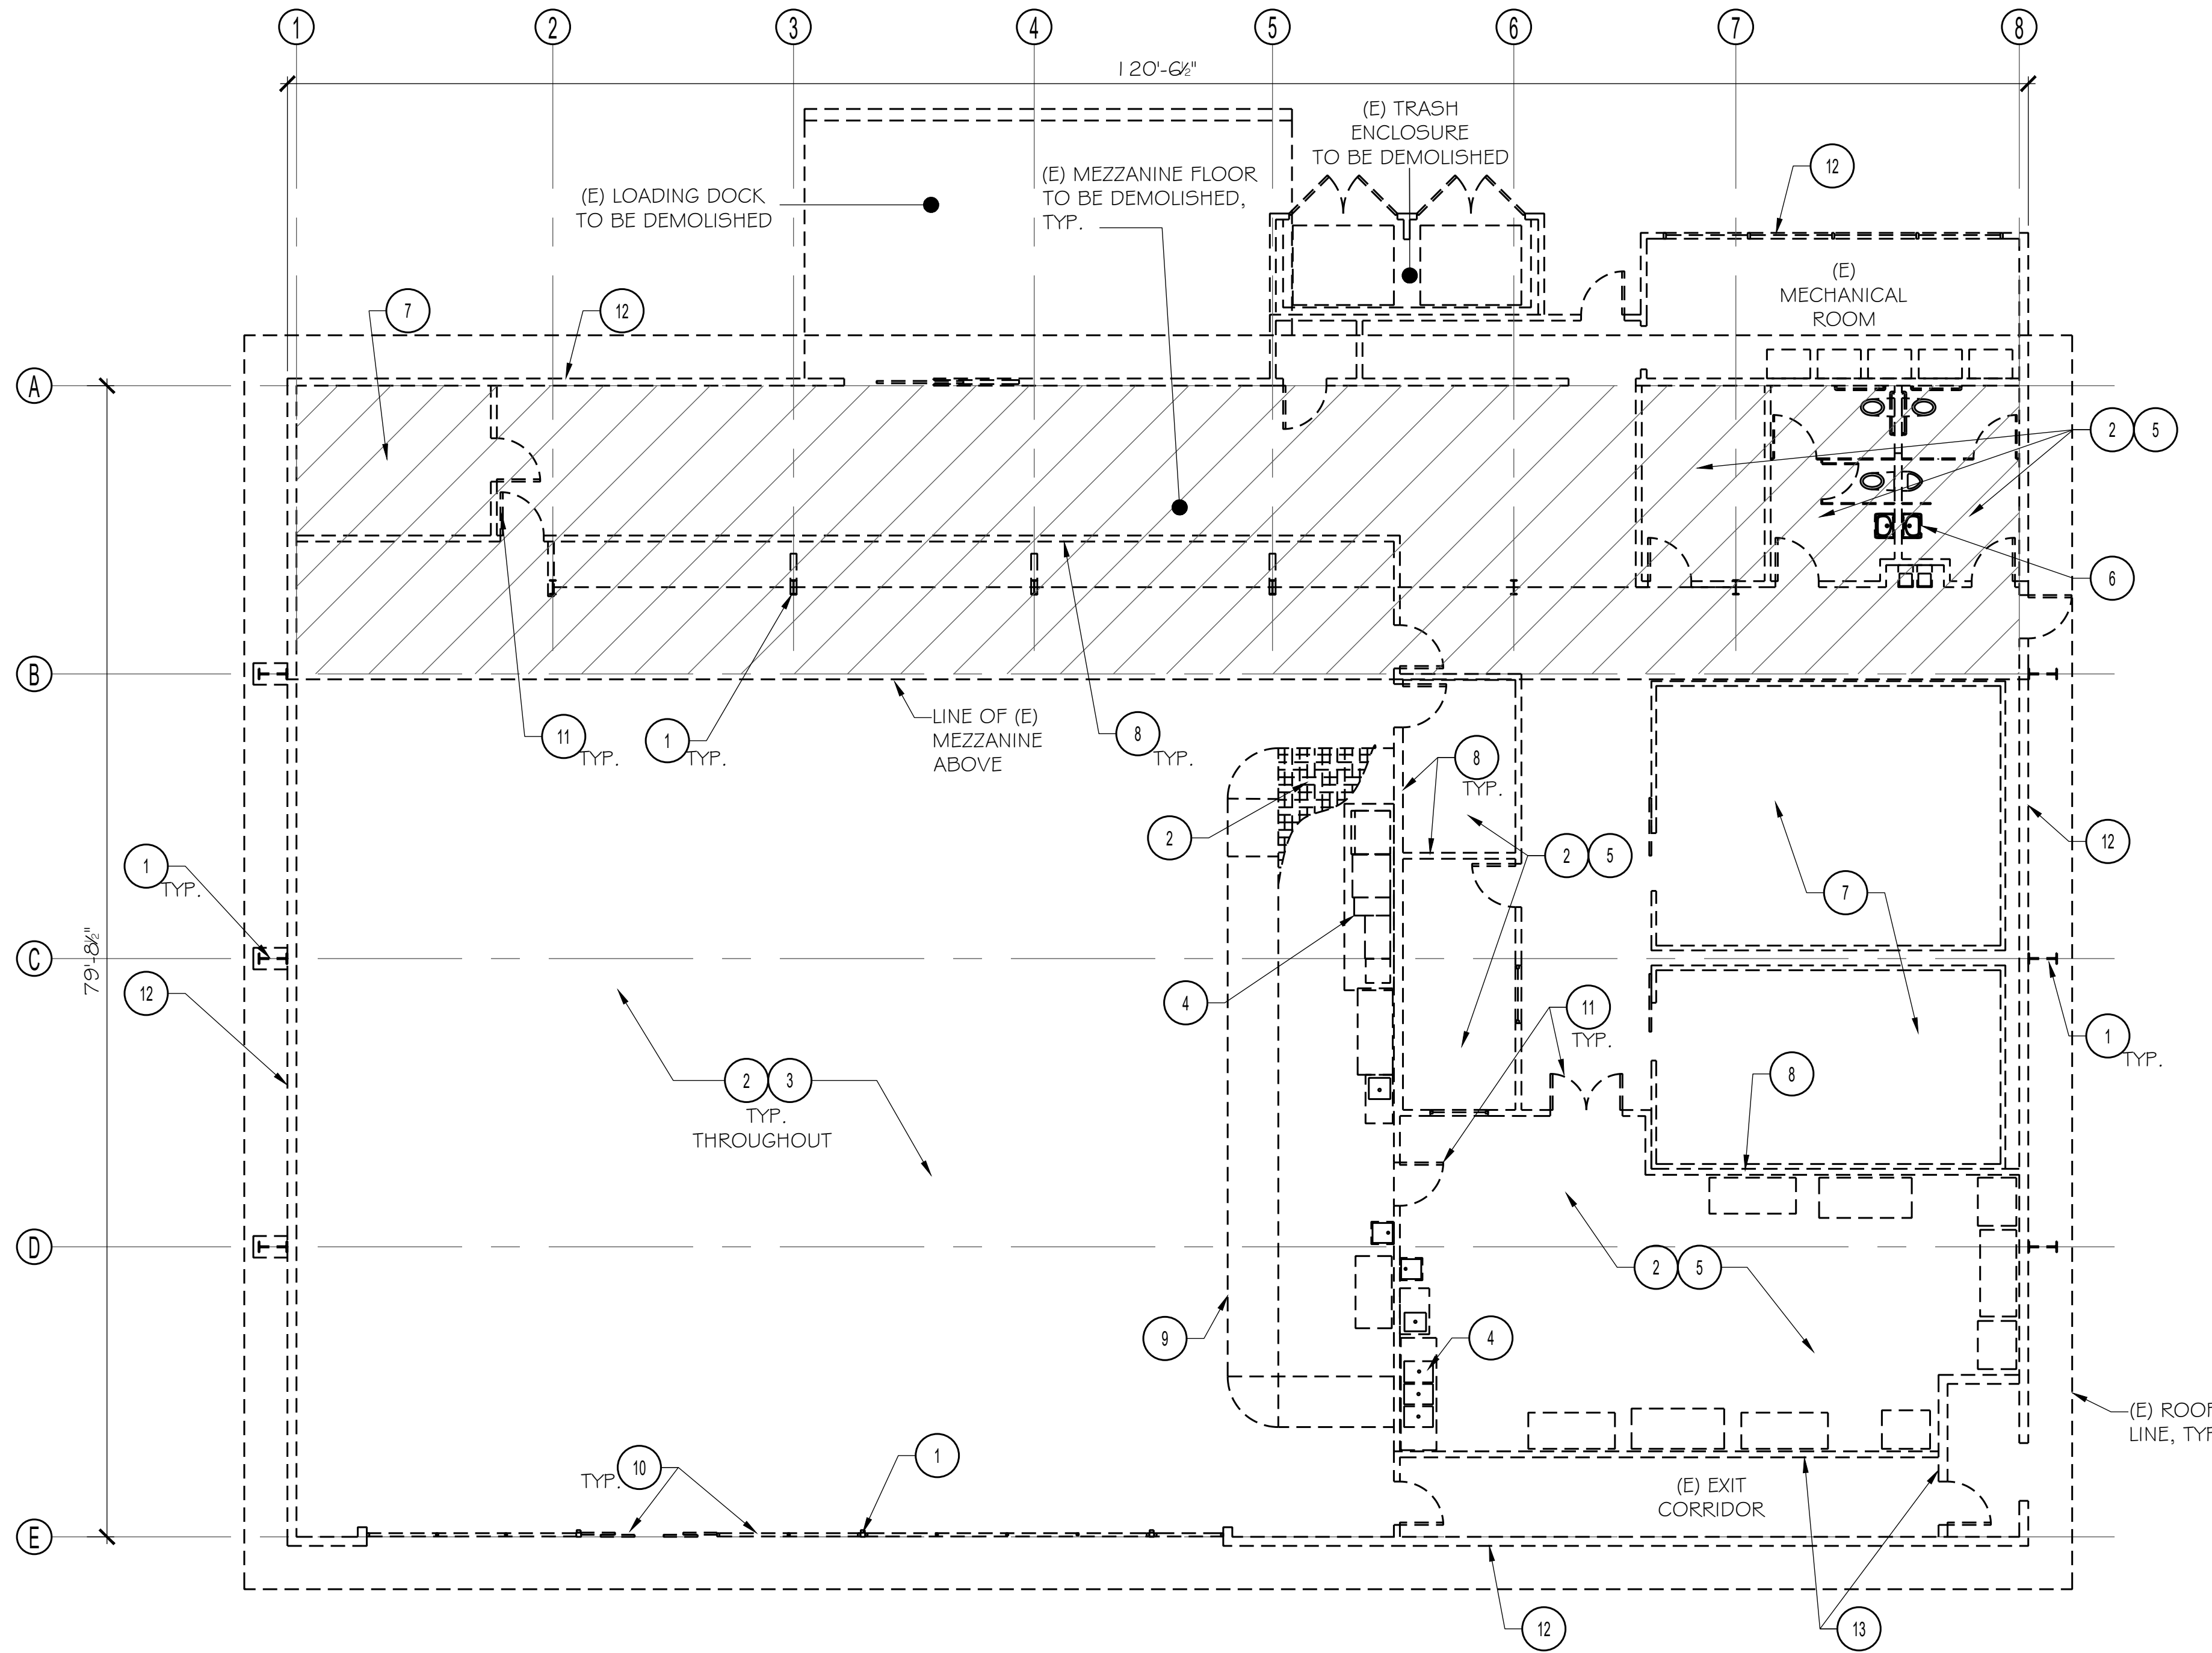 1 2 3 4 5 6 7 8
120'-6½"
(E) TRASH
ENCLOSURE
TO BE DEMOLISHED
(E) MEZZANINE FLOOR
TO BE DEMOLISHED,
TYP.
(E) LOADING DOCK
TO BE DEMOLISHED
12
(E)
MECHANICAL
ROOM
7
12
A
2 5
6
B
11
TYP.
1
TYP.
LINE OF (E)
MEZZANINE
ABOVE
8
TYP.
8
TYP.
2
2 5
12
1
TYP.
7
79'-8½"
C
12
4
11
TYP.
1
TYP.
2 3
TYP.
THROUGHOUT
8
D
2 5
9
4
(E) ROOF
LINE, TYP
TYP.
10
1
(E) EXIT
CORRIDOR
E
12
13